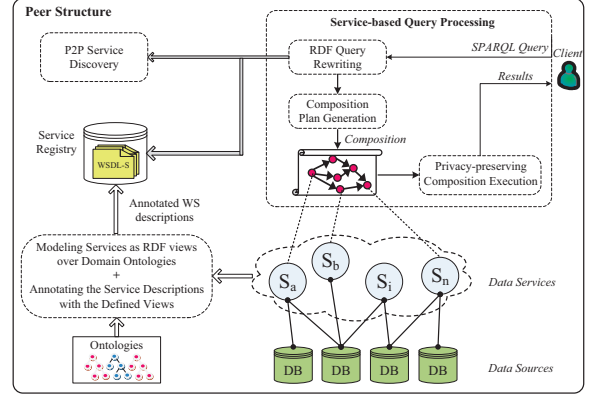 Peer Structure
Service-based Query Processing
P2P Service
Discovery
RDF Query
Rewriting
SPARQL Query
Client
Results
Composition
Plan Generation
Composition
Service
Registry
WSDL-S
Privacy-preserving
Composition Execution
Annotated WS
descriptions
Modeling Services as RDF views
over Domain Ontologies
+
Annotating the Service Descriptions
with the Defined Views
Sa
Sb
Si
Sn
Data Services
Ontologies
DB
DB
DB
DB
Data Sources